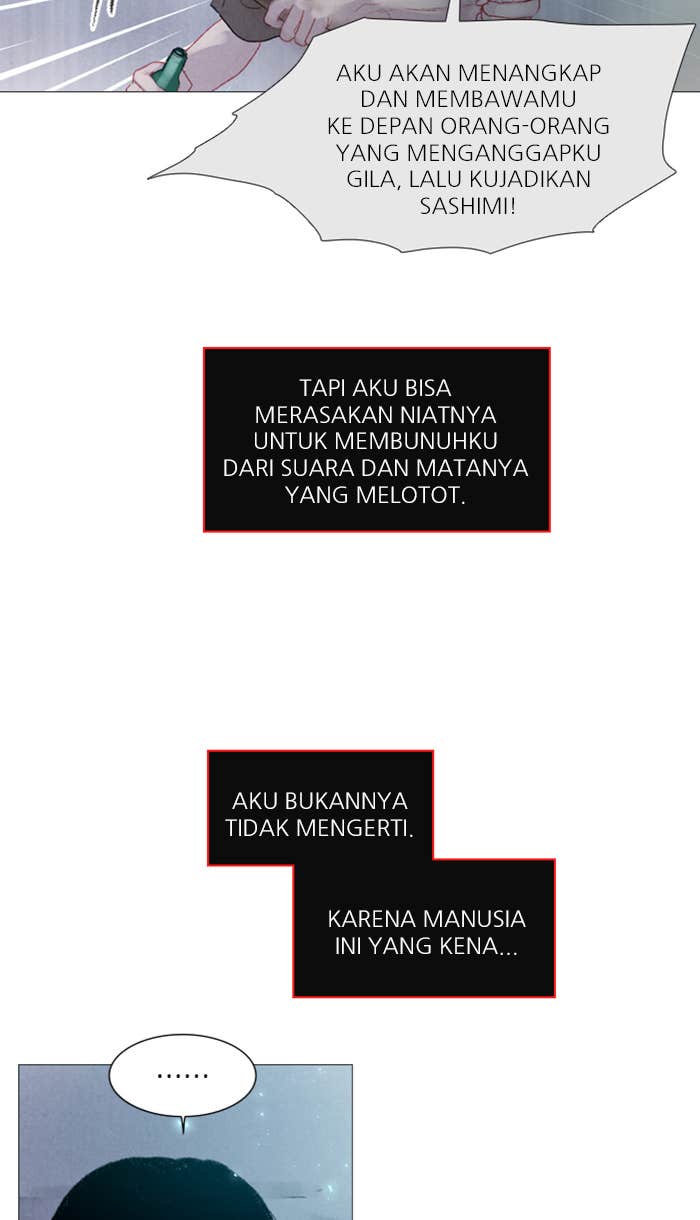 AKU AKAN MENANGKAP
DAN MEMBAWAMU
KE DEPAN ORANG-ORANG
YANG MENGANGGAPKU
GILA, LALU KUJADIKAN
SASHIMI!
TAPI AKU BISA
MERASAKAN NIATNYA
UNTUK MEMBUNUHKU
DARI SUARA DAN MATANYA
YANG MELOTOT.
AKU BUKANNYA
TIDAK MENGERTI.
KARENA MANUSIA
INI YANG KENA...
......